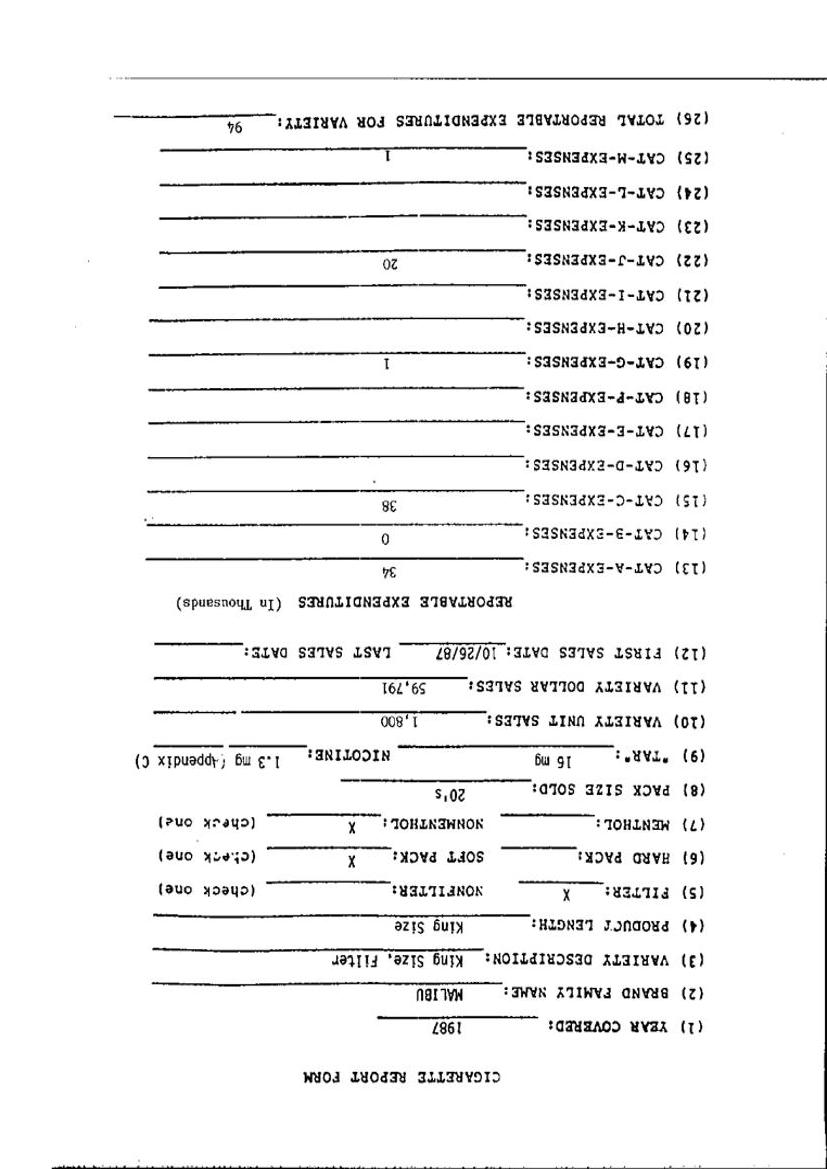 CIGARETTE REPORT FORM
(1) YEAR COVERED: 1987
(2) BRAND FAMILY NAME: MALIBU
(3) VARIETY DESCRIPTION: King Size, Filter
(4) PRODUCT LENGTH: King Size
(5) FILTER: X NONFILTER: (check one)
(6) HARD PACK: SOFT PACK: X (check one)
(7) MENTHOL: NONMENTHOL: X (check one)
(8) PACK SIZE SOLD: 20's
(9) "TAR": 16 mg NICOTINE: 1.3 mg (Appendix C)
(10) VARIETY UNIT SALES: 1,800
(11) VARIETY DOLLAR SALES: 59,791
(12) FIRST SALES DATE: 10/26/87 LAST SALES DATE:
REPORTABLE EXPENDITURES (In Thousands)
(13) CAT-A-EXPENSES: 34
(14) CAT-B-EXPENSES: 0
(15) CAT-C-EXPENSES: 38
(16) CAT-D-EXPENSES:
(17) CAT-E-EXPENSES:
(18) CAT-F-EXPENSES:
(19) CAT-G-EXPENSES: 1
(20) CAT-H-EXPENSES:
(21) CAT-I-EXPENSES:
(22) CAT-J-EXPENSES: 20
(23) CAT-K-EXPENSES:
(24) CAT-L-EXPENSES:
(25) CAT-M-EXPENSES: 1
(26) TOTAL REPORTABLE EXPENDITURES FOR VARIETY: 94